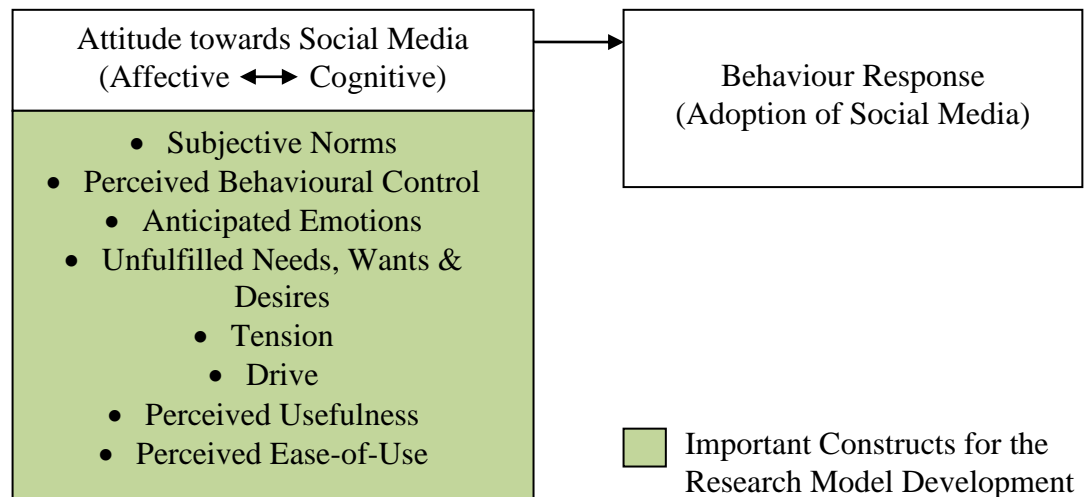 Attitude towards Social Media
(Affective ↔ Cognitive)
• Subjective Norms
• Perceived Behavioural Control
• Anticipated Emotions
• Unfulfilled Needs, Wants &
Desires
• Tension
• Drive
• Perceived Usefulness
• Perceived Ease-of-Use
Behaviour Response
(Adoption of Social Media)
Important Constructs for the
Research Model Development